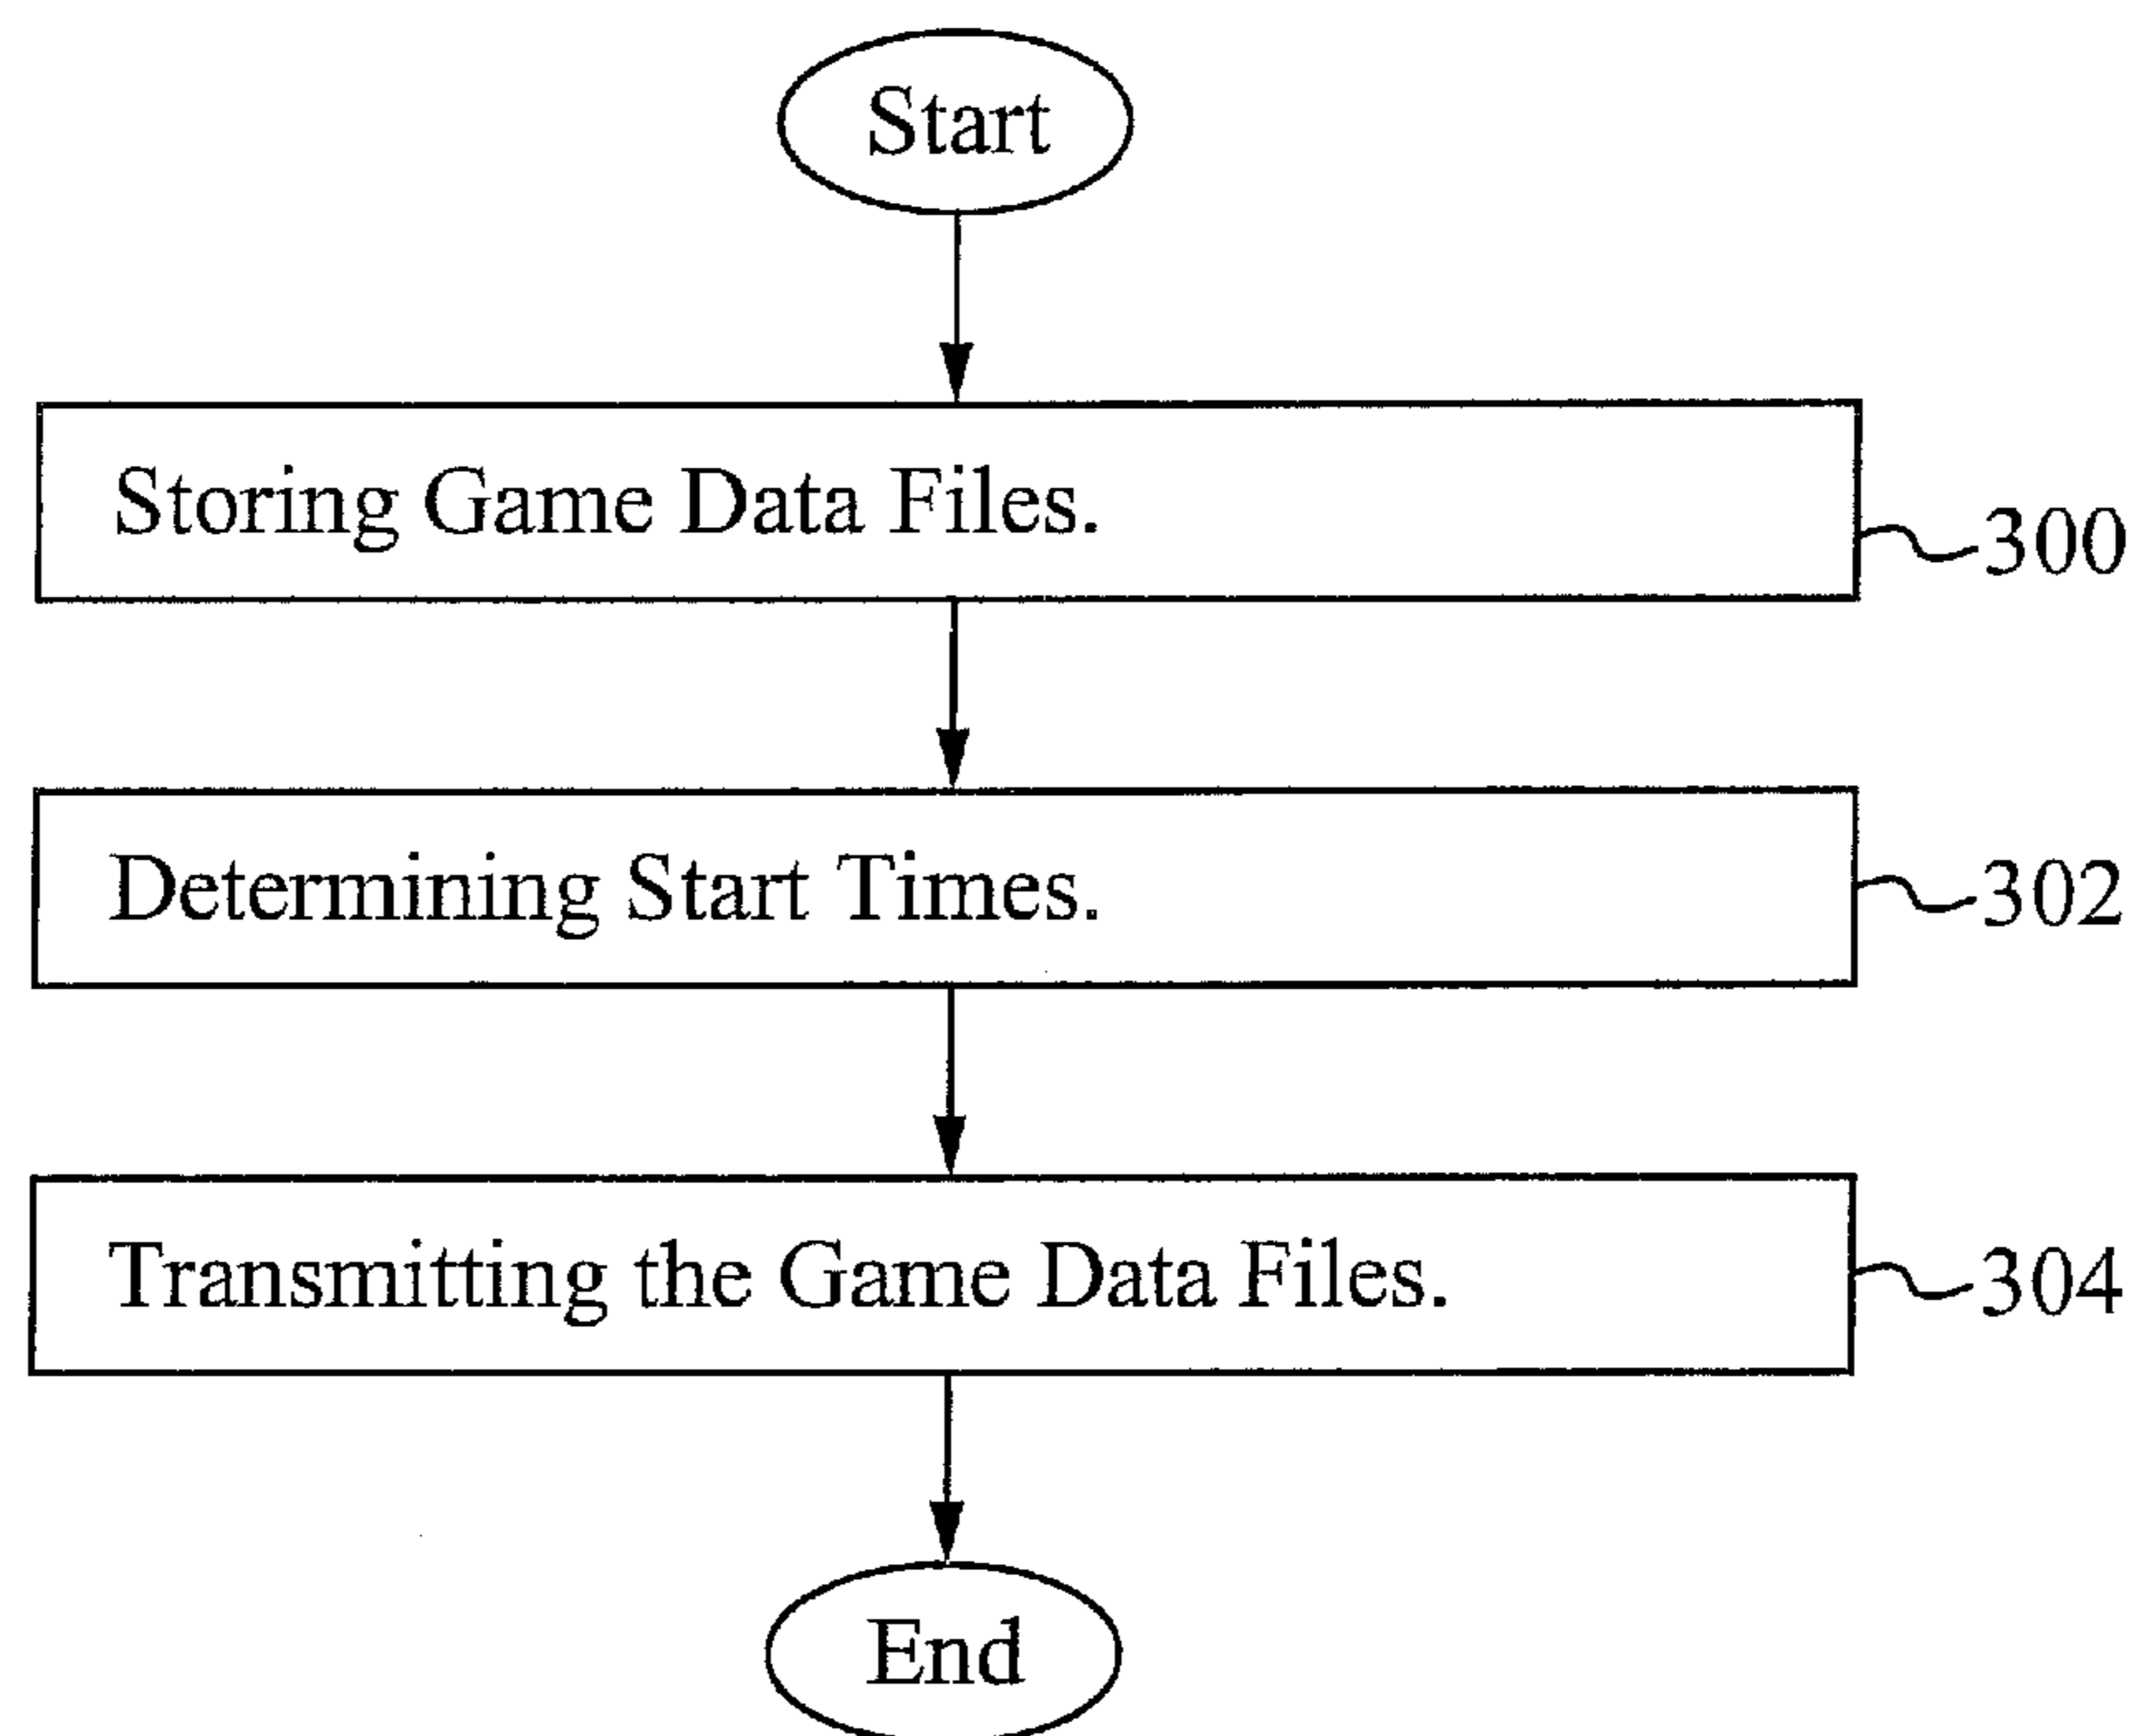 Start
Storing Game Data Files.
300
Determining Start Times.
302
Transmitting the Game Data Files.
304
End